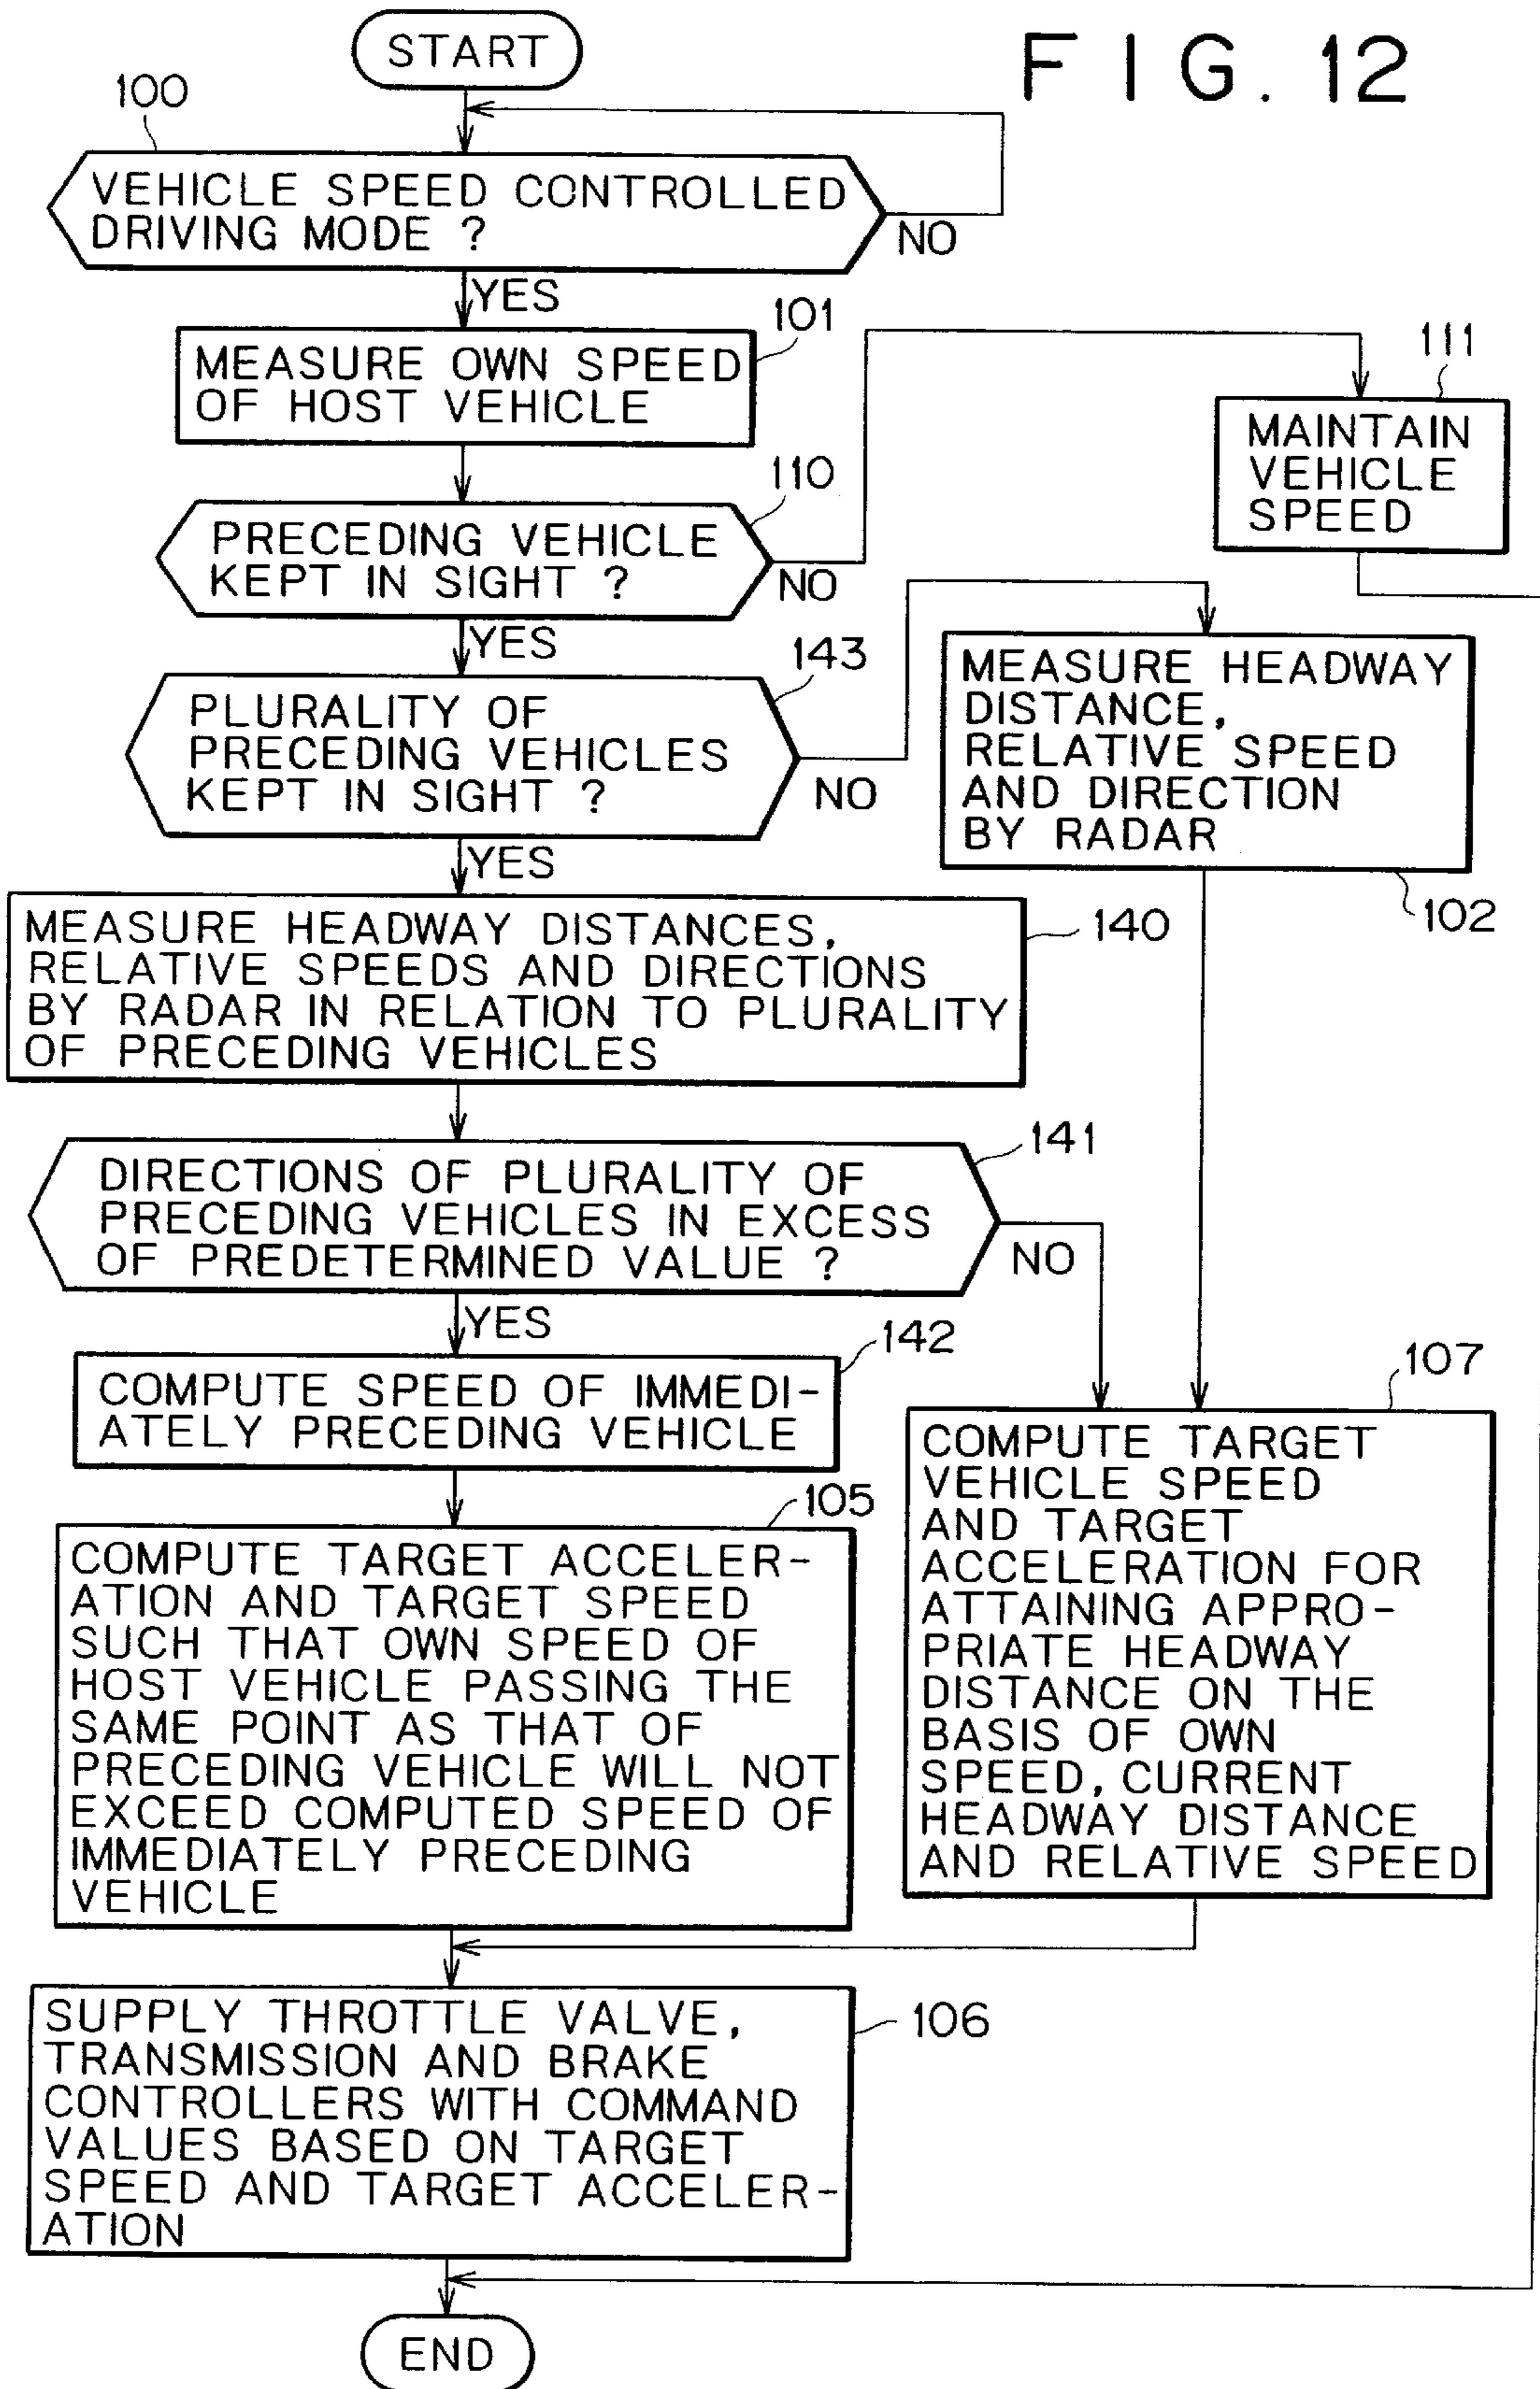 START
FIG. 12
100
VEHICLE SPEED CONTROLLED
DRIVING MODE ?
NO
YES
101
MEASURE OWN SPEED
OF HOST VEHICLE
111
MAINTAIN
VEHICLE
SPEED
110
PRECEDING VEHICLE
KEPT IN SIGHT ?
NO
YES
143
PLURALITY OF
PRECEDING VEHICLES
KEPT IN SIGHT ?
NO
YES
MEASURE HEADWAY
DISTANCE,
RELATIVE SPEED
AND DIRECTION
BY RADAR
102
MEASURE HEADWAY DISTANCES,
RELATIVE SPEEDS AND DIRECTIONS
BY RADAR IN RELATION TO PLURALITY
OF PRECEDING VEHICLES
140
141
DIRECTIONS OF PLURALITY OF
PRECEDING VEHICLES IN EXCESS
OF PREDETERMINED VALUE ?
NO
YES
142
COMPUTE SPEED OF IMMEDI-
ATELY PRECEDING VEHICLE
107
COMPUTE TARGET
VEHICLE SPEED
AND TARGET
ACCELERATION FOR
ATTAINING APPRO-
PRIATE HEADWAY
DISTANCE ON THE
BASIS OF OWN
SPEED, CURRENT
HEADWAY DISTANCE
AND RELATIVE SPEED
105
COMPUTE TARGET ACCELER-
ATION AND TARGET SPEED
SUCH THAT OWN SPEED OF
HOST VEHICLE PASSING THE
SAME POINT AS THAT OF
PRECEDING VEHICLE WILL NOT
EXCEED COMPUTED SPEED OF
IMMEDIATELY PRECEDING
VEHICLE
SUPPLY THROTTLE VALVE,
TRANSMISSION AND BRAKE
CONTROLLERS WITH COMMAND
VALUES BASED ON TARGET
SPEED AND TARGET ACCELER-
ATION
106
END